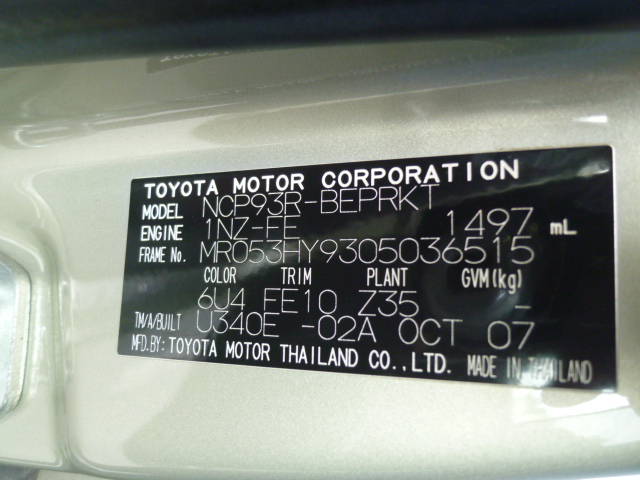 TOYOTA MOTOR CORPORATION
MODEL NCP93R-BEPRKT
ENGINE 1NZ-FE 1497 mL
FRAME No. MR053HY9305036515
COLOR TRIM PLANT GVM(kg)
6U4 FE10 Z35 -
TM/A/BUILT U340E -02A OCT 07
MFD.BY: TOYOTA MOTOR THAILAND CO.,LTD. MADE IN THAILAND